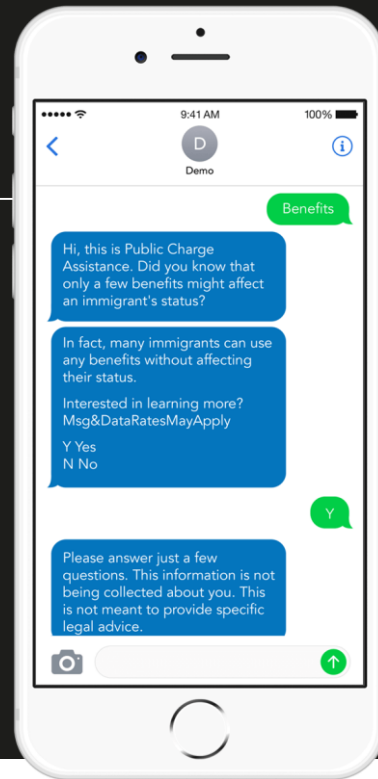 9:41 AM
100%
D
Demo
Benefits
Hi, this is Public Charge
Assistance. Did you know that
only a few benefits might affect
an immigrant's status?
In fact, many immigrants can use
any benefits without affecting
their status.
Interested in learning more?
Msg&DataRatesMayApply
Y Yes
N No
Y
Please answer just a few
questions. This information is not
being collected about you. This
is not meant to provide specific
legal advice.